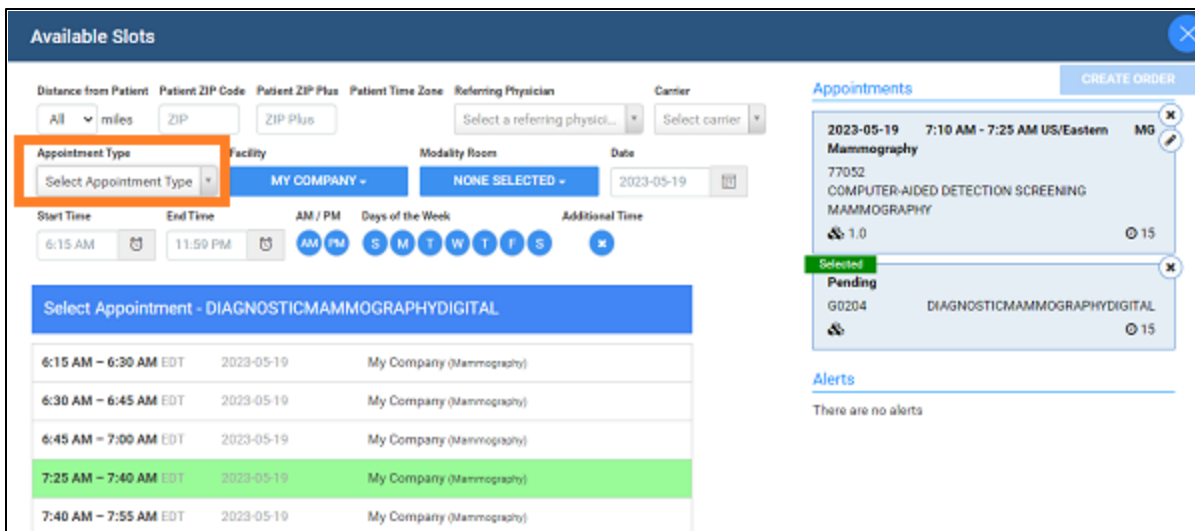 Available Slots
CREATE ORDER
Distance from Patient Patient ZIP Code Patient ZIP Plus Patient Time Zone Referring Physician Carrier
All miles ZIP ZIP Plus Select a referring physici... Select carrier
Appointment Type Facility Modality Room Date
Select Appointment Type MY COMPANY NONE SELECTED 2023-05-19
Start Time End Time AM / PM Days of the Week Additional Time
6:15 AM 11:59 PM AM PM S M T W T F S
Select Appointment - DIAGNOSTICMAMMOGRAPHYDIGITAL
6:15 AM – 6:30 AM EDT 2023-05-19 My Company (Mammography)
6:30 AM – 6:45 AM EDT 2023-05-19 My Company (Mammography)
6:45 AM – 7:00 AM EDT 2023-05-19 My Company (Mammography)
7:25 AM – 7:40 AM EDT 2023-05-19 My Company (Mammography)
7:40 AM – 7:55 AM EDT 2023-05-19 My Company (Mammography)
Appointments
2023-05-19 7:10 AM - 7:25 AM US/Eastern MG
Mammography
77052
COMPUTER-AIDED DETECTION SCREENING
MAMMOGRAPHY
1.0 15
Selected
Pending
G0204 DIAGNOSTICMAMMOGRAPHYDIGITAL
15
Alerts
There are no alerts